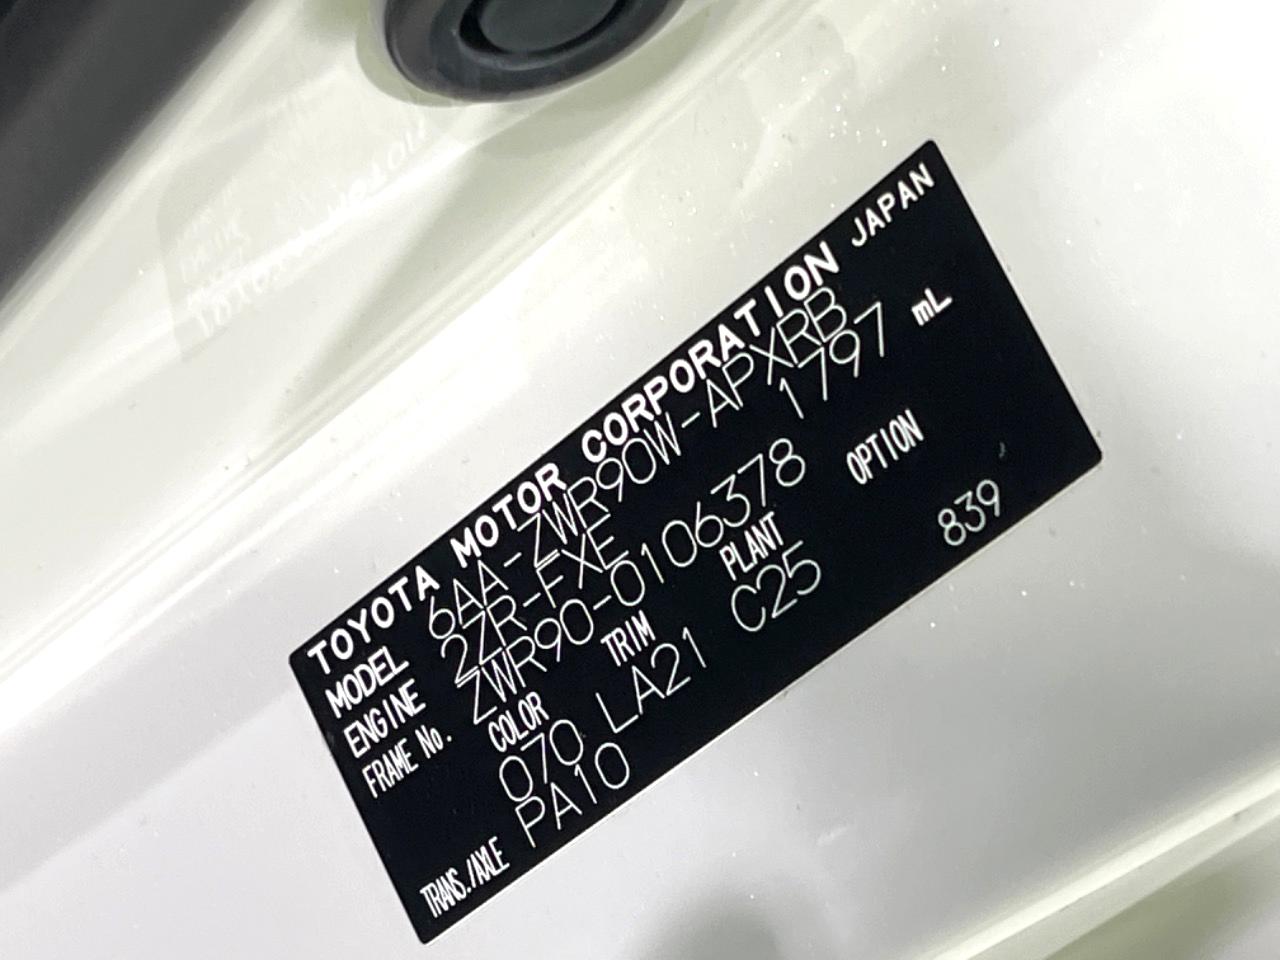 TOYOTA MOTOR CORPORATION JAPAN
MODEL 6AA-ZWR90W-APXRB
ENGINE 2ZR-FXE 1797 mL
FRAME No. ZWR90-0106378
COLOR TRIM PLANT OPTION
070 LA21 C25 839
TRANS./AXLE PA10